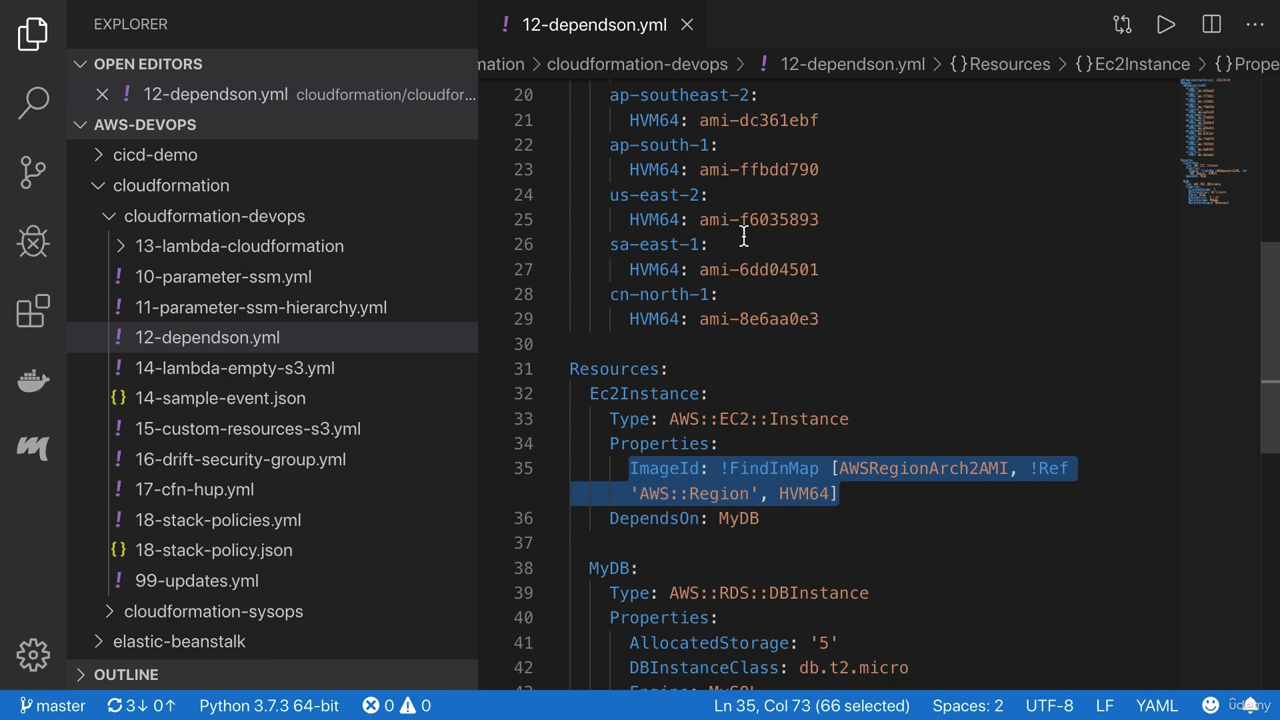 EXPLORER
OPEN EDITORS
12-dependson.yml cloudformation/cloudfor...
AWS-DEVOPS
cicd-demo
cloudformation
cloudformation-devops
13-lambda-cloudformation
10-parameter-ssm.yml
11-parameter-ssm-hierarchy.yml
12-dependson.yml
14-lambda-empty-s3.yml
14-sample-event.json
15-custom-resources-s3.yml
16-drift-security-group.yml
17-cfn-hup.yml
18-stack-policies.yml
18-stack-policy.json
99-updates.yml
cloudformation-sysops
elastic-beanstalk
OUTLINE
12-dependson.yml
mation > cloudformation-devops > ! 12-dependson.yml > {} Resources > {} Ec2Instance > {} Prope
20 ap-southeast-2:
21 HVM64: ami-dc361ebf
22 ap-south-1:
23 HVM64: ami-ffbdd790
24 us-east-2:
25 HVM64: ami-f6035893
26 sa-east-1:
27 HVM64: ami-6dd04501
28 cn-north-1:
29 HVM64: ami-8e6aa0e3
30
31 Resources:
32 Ec2Instance:
33 Type: AWS::EC2::Instance
34 Properties:
35 ImageId: !FindInMap [AWSRegionArch2AMI, !Ref
'AWS::Region', HVM64]
36 DependsOn: MyDB
37
38 MyDB:
39 Type: AWS::RDS::DBInstance
40 Properties:
41 AllocatedStorage: '5'
42 DBInstanceClass: db.t2.micro
master 3↓ 0↑ Python 3.7.3 64-bit 0 0 Ln 35, Col 73 (66 selected) Spaces: 2 UTF-8 LF YAML udemy